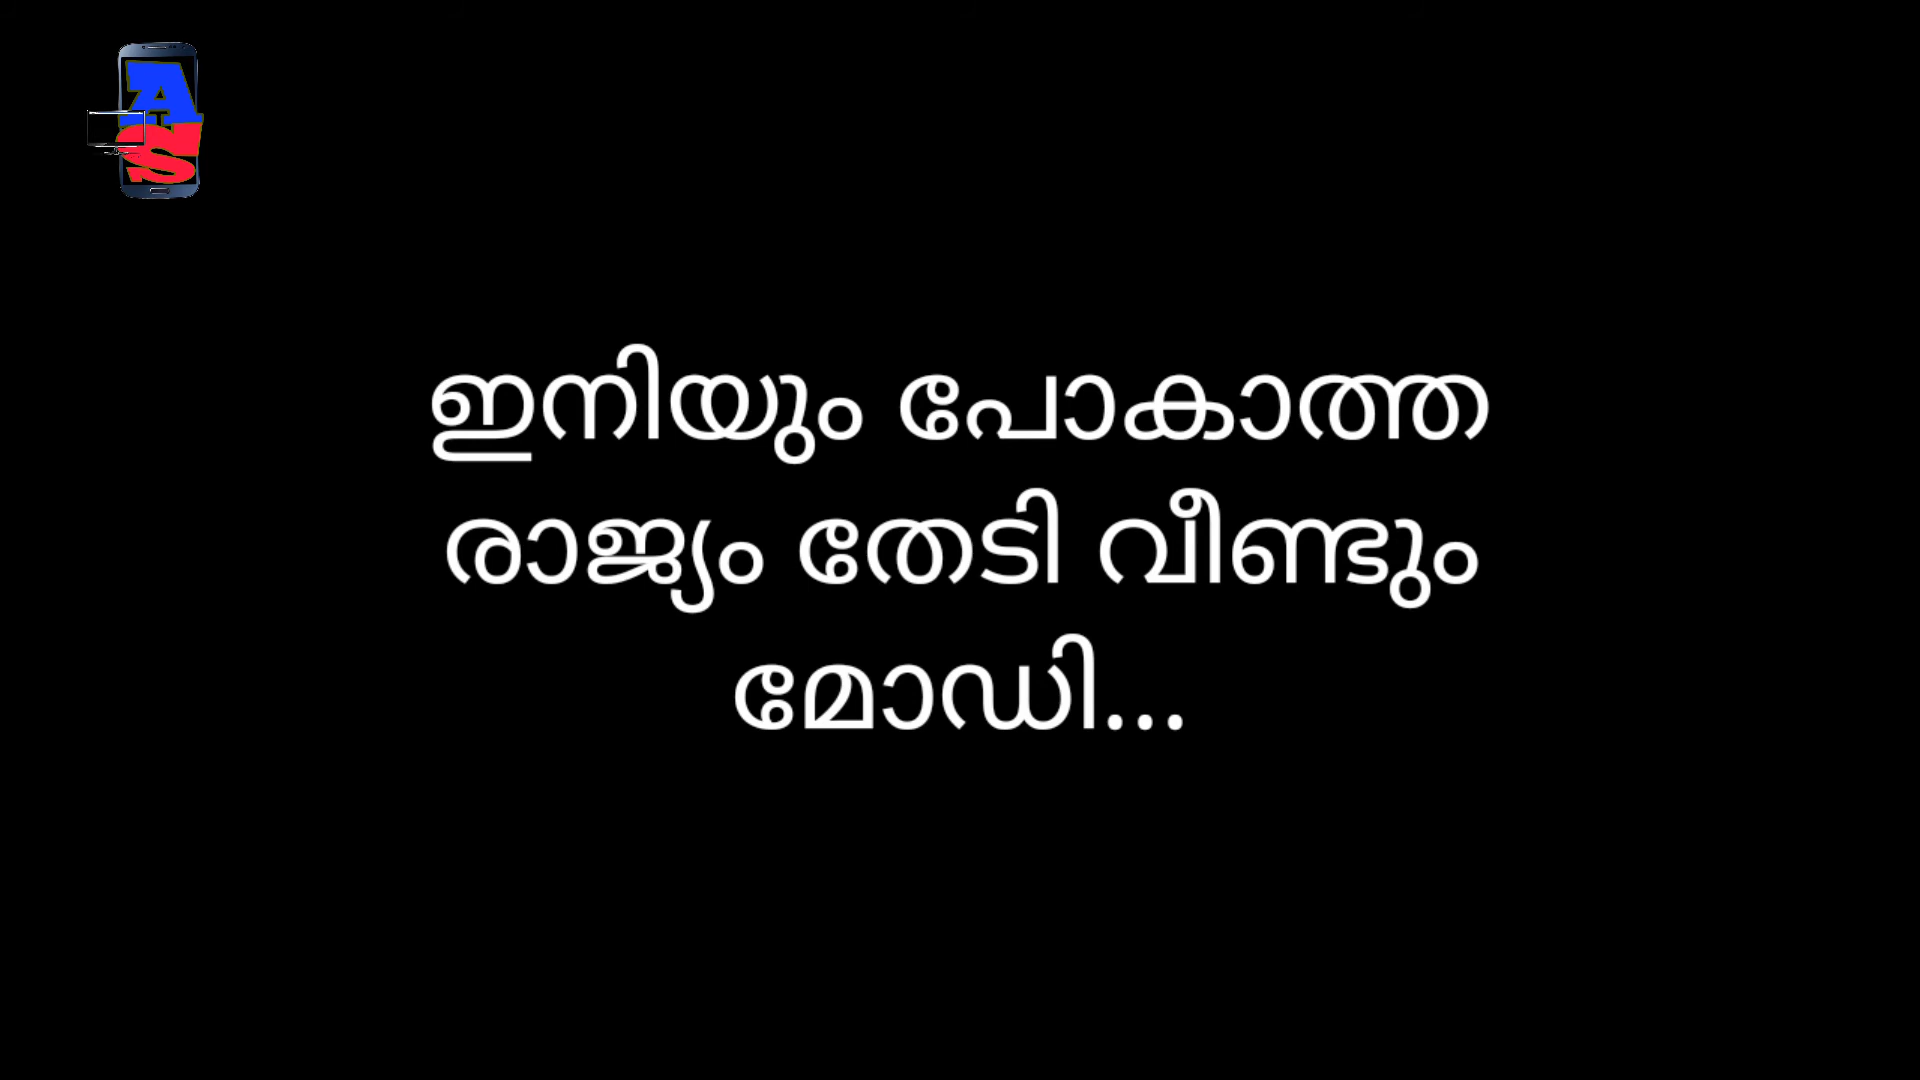 A
S
ഇനിയും പോകാത്ത
രാജ്യം തേടി വീണ്ടും
മോഡി...